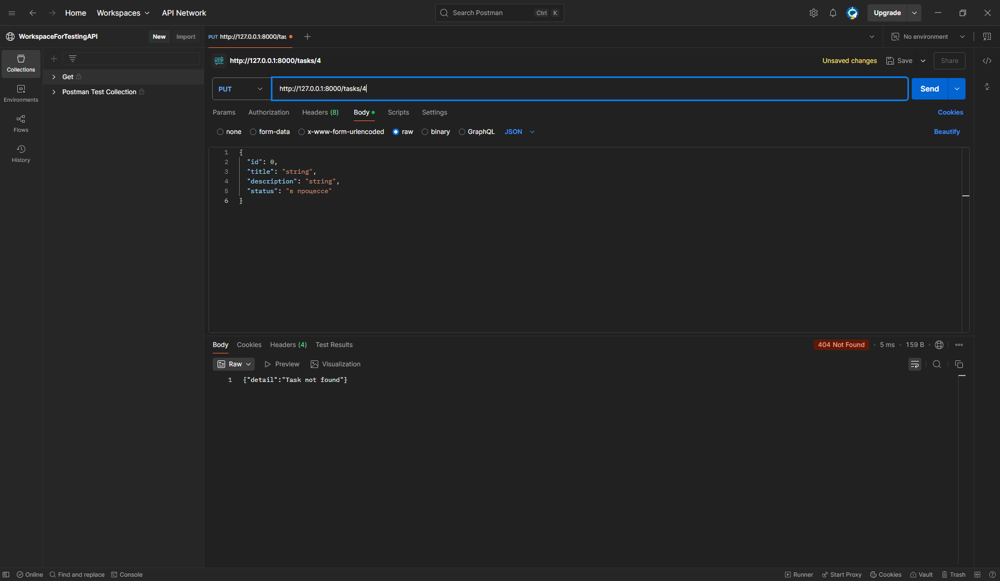 Home Workspaces API Network Search Postman Ctrl K Upgrade
WorkspaceForTestingAPI New Import PUT http://127.0.0.1:8000/tas No environment
HTTP http://127.0.0.1:8000/tasks/4 Unsaved changes Save Share
Collections
Environments
Flows
History
Get
Postman Test Collection
PUT http://127.0.0.1:8000/tasks/4 Send
Params Authorization Headers (8) Body Scripts Settings Cookies
none form-data x-www-form-urlencoded raw binary GraphQL JSON Beautify
1 {
2 "id": 0,
3 "title": "string",
4 "description": "string",
5 "status": "в процессе"
6 }
Body Cookies Headers (4) Test Results 404 Not Found • 5 ms • 159 B •
Raw Preview Visualization
1 {"detail":"Task not found"}
Online Find and replace Console Runner Start Proxy Cookies Vault Trash